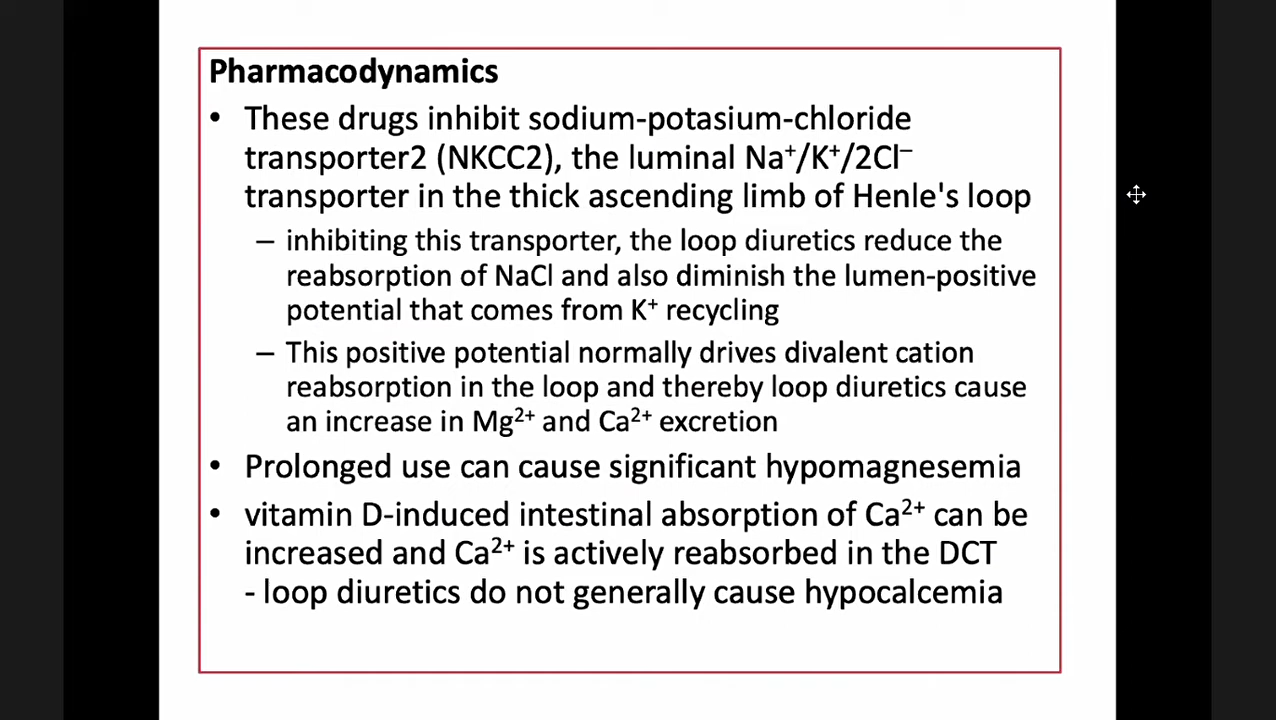 Pharmacodynamics
• These drugs inhibit sodium-potasium-chloride
transporter2 (NKCC2), the luminal Na⁺/K⁺/2Cl⁻
transporter in the thick ascending limb of Henle's loop
– inhibiting this transporter, the loop diuretics reduce the
reabsorption of NaCl and also diminish the lumen-positive
potential that comes from K⁺ recycling
– This positive potential normally drives divalent cation
reabsorption in the loop and thereby loop diuretics cause
an increase in Mg²⁺ and Ca²⁺ excretion
• Prolonged use can cause significant hypomagnesemia
• vitamin D-induced intestinal absorption of Ca²⁺ can be
increased and Ca²⁺ is actively reabsorbed in the DCT
- loop diuretics do not generally cause hypocalcemia